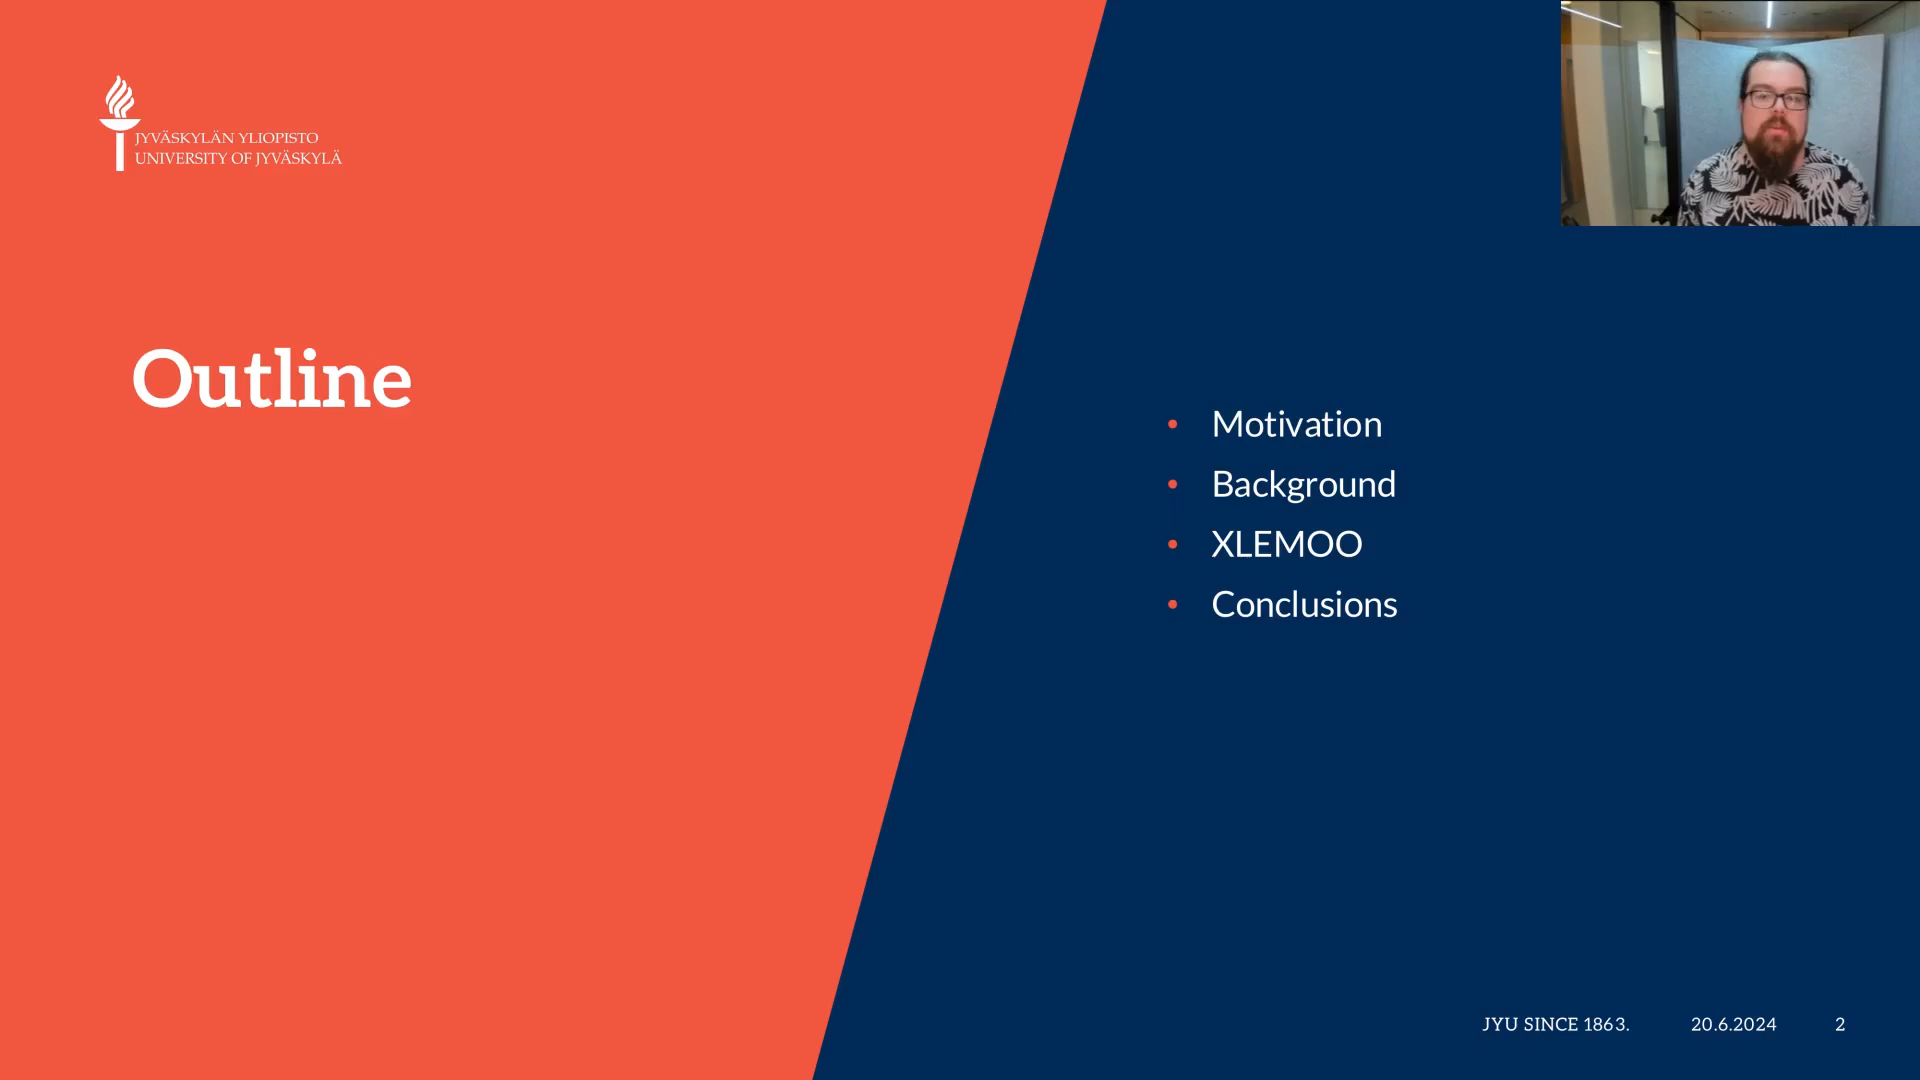 JYVÄSKYLÄN YLIOPISTO
UNIVERSITY OF JYVÄSKYLÄ
Outline
• Motivation
• Background
• XLEMOO
• Conclusions
JYU SINCE 1863. 20.6.2024 2